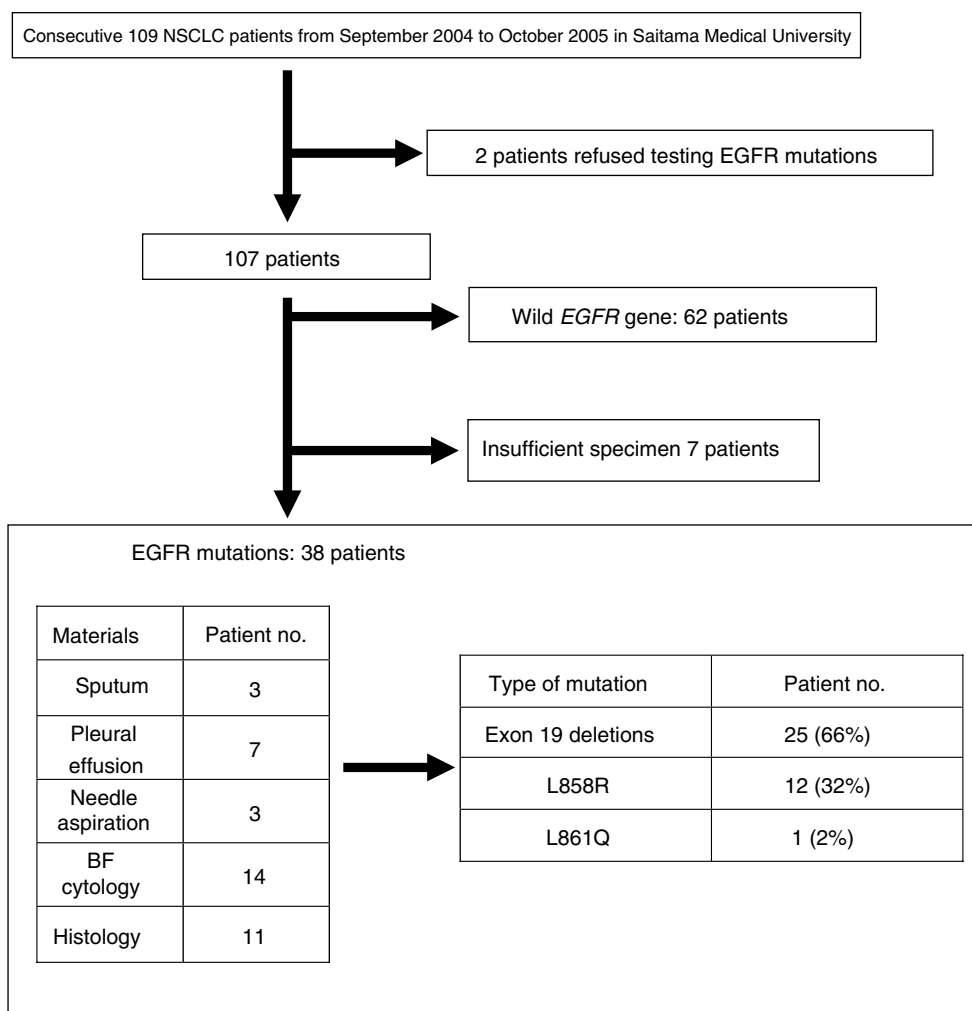 Consecutive 109 NSCLC patients from September 2004 to October 2005 in Saitama Medical University
2 patients refused testing EGFR mutations
107 patients
Wild EGFR gene: 62 patients
Insufficient specimen 7 patients
EGFR mutations: 38 patients
Materials Patient no.
Sputum 3
Pleural
effusion 7
Needle
aspiration 3
BF
cytology 14
Histology 11
Type of mutation Patient no.
Exon 19 deletions 25 (66%)
L858R 12 (32%)
L861Q 1 (2%)